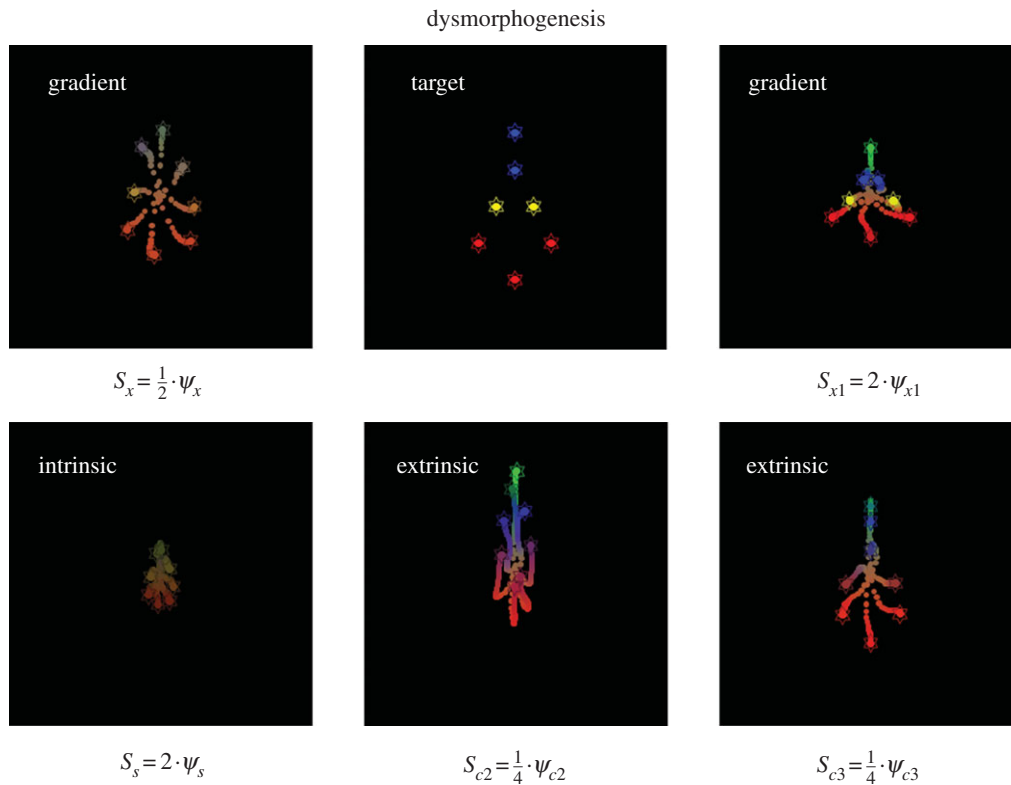 dysmorphogenesis
gradient
target
gradient
S_x = 1/2 · ψ_x
S_x1 = 2 · ψ_x1
intrinsic
extrinsic
extrinsic
S_s = 2 · ψ_s
S_c2 = 1/4 · ψ_c2
S_c3 = 1/4 · ψ_c3